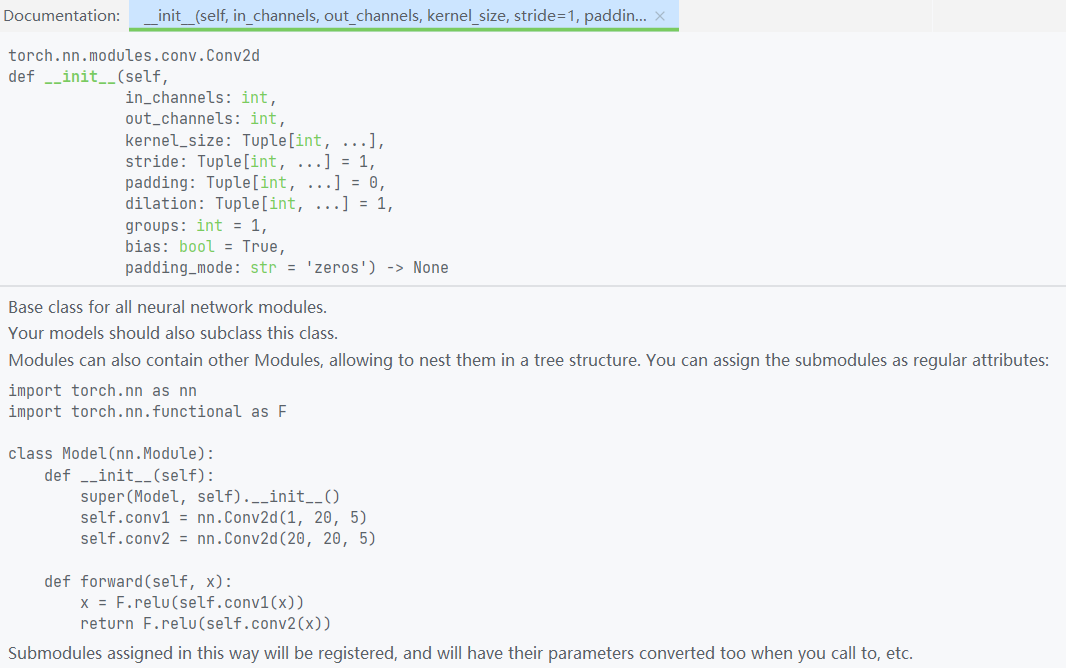 Documentation: __init__(self, in_channels, out_channels, kernel_size, stride=1, paddin... ×
torch.nn.modules.conv.Conv2d
def __init__(self,
             in_channels: int,
             out_channels: int,
             kernel_size: Tuple[int, ...],
             stride: Tuple[int, ...] = 1,
             padding: Tuple[int, ...] = 0,
             dilation: Tuple[int, ...] = 1,
             groups: int = 1,
             bias: bool = True,
             padding_mode: str = 'zeros') -> None
Base class for all neural network modules.
Your models should also subclass this class.
Modules can also contain other Modules, allowing to nest them in a tree structure. You can assign the submodules as regular attributes:
import torch.nn as nn
import torch.nn.functional as F
class Model(nn.Module):
    def __init__(self):
        super(Model, self).__init__()
        self.conv1 = nn.Conv2d(1, 20, 5)
        self.conv2 = nn.Conv2d(20, 20, 5)
    def forward(self, x):
        x = F.relu(self.conv1(x))
        return F.relu(self.conv2(x))
Submodules assigned in this way will be registered, and will have their parameters converted too when you call to, etc.